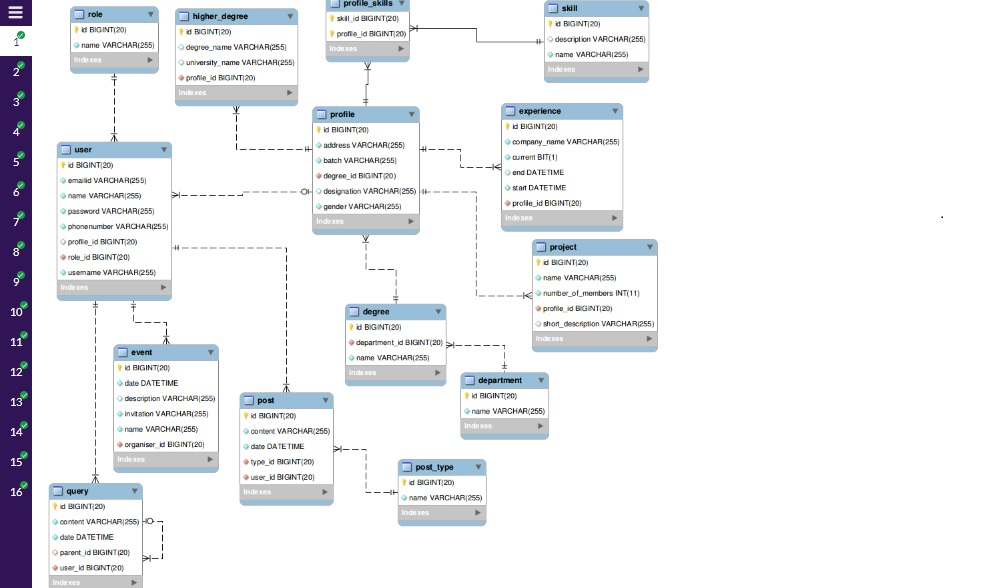 1
2
3
4
5
6
7
8
9
10
11
12
13
14
15
16
role
id BIGINT(20)
name VARCHAR(255)
Indexes
higher_degree
id BIGINT(20)
degree_name VARCHAR(255)
university_name VARCHAR(255)
profile_id BIGINT(20)
Indexes
profile_skills
skill_id BIGINT(20)
profile_id BIGINT(20)
Indexes
skill
id BIGINT(20)
description VARCHAR(255)
name VARCHAR(255)
Indexes
user
id BIGINT(20)
emailid VARCHAR(255)
name VARCHAR(255)
password VARCHAR(255)
phonenumber VARCHAR(255)
profile_id BIGINT(20)
role_id BIGINT(20)
username VARCHAR(255)
Indexes
profile
id BIGINT(20)
address VARCHAR(255)
batch VARCHAR(255)
degree_id BIGINT(20)
designation VARCHAR(255)
gender VARCHAR(255)
Indexes
experience
id BIGINT(20)
company_name VARCHAR(255)
current BIT(1)
end DATETIME
start DATETIME
profile_id BIGINT(20)
Indexes
project
id BIGINT(20)
name VARCHAR(255)
number_of_members INT(11)
profile_id BIGINT(20)
short_description VARCHAR(255)
Indexes
degree
id BIGINT(20)
department_id BIGINT(20)
name VARCHAR(255)
Indexes
department
id BIGINT(20)
name VARCHAR(255)
Indexes
event
id BIGINT(20)
date DATETIME
description VARCHAR(255)
invitation VARCHAR(255)
name VARCHAR(255)
organiser_id BIGINT(20)
Indexes
post
id BIGINT(20)
content VARCHAR(255)
date DATETIME
type_id BIGINT(20)
user_id BIGINT(20)
Indexes
post_type
id BIGINT(20)
name VARCHAR(255)
Indexes
query
id BIGINT(20)
content VARCHAR(255)
date DATETIME
parent_id BIGINT(20)
user_id BIGINT(20)
Indexes